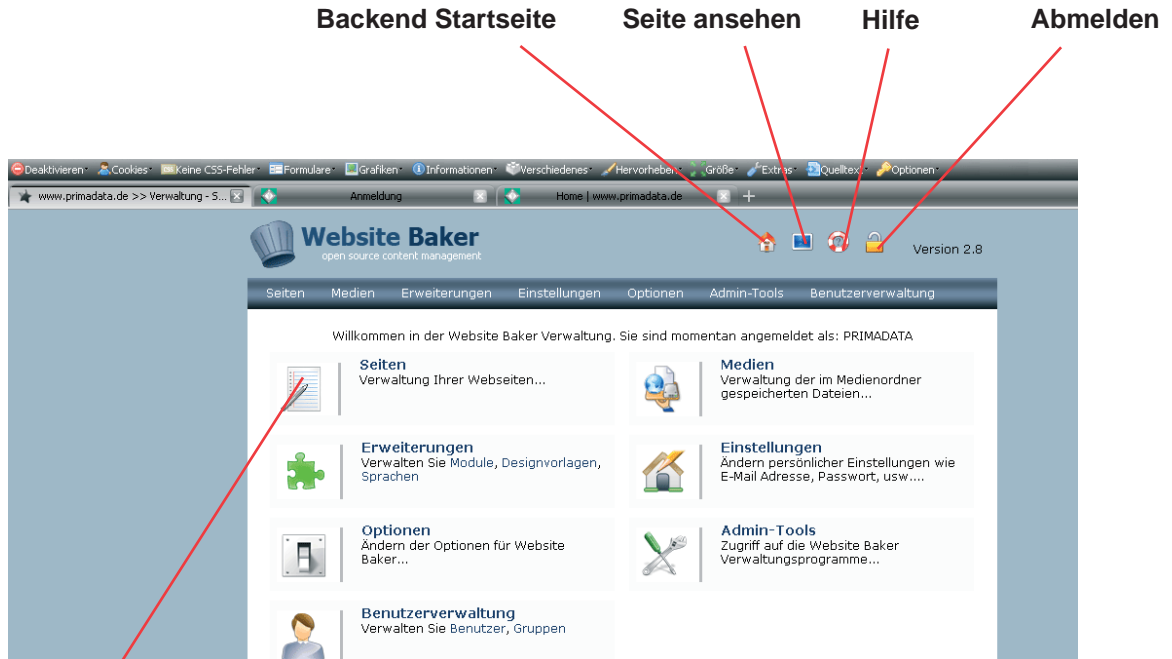 Backend Startseite Seite ansehen Hilfe Abmelden
Deaktivieren Cookies Keine CSS-Fehler Formulare Grafiken Informationen Verschiedenes Hervorheben Größe Extras Quelltext Optionen
www.primadata.de >> Verwaltung - S... Anmeldung Home | www.primadata.de
Website Baker
open source content management
Version 2.8
Seiten Medien Erweiterungen Einstellungen Optionen Admin-Tools Benutzerverwaltung
Willkommen in der Website Baker Verwaltung. Sie sind momentan angemeldet als: PRIMADATA
Seiten
Verwaltung Ihrer Webseiten...
Medien
Verwaltung der im Medienordner
gespeicherten Dateien...
Erweiterungen
Verwalten Sie Module, Designvorlagen,
Sprachen
Einstellungen
Ändern persönlicher Einstellungen wie
E-Mail Adresse, Passwort, usw....
Optionen
Ändern der Optionen für Website
Baker...
Admin-Tools
Zugriff auf die Website Baker
Verwaltungsprogramme...
Benutzerverwaltung
Verwalten Sie Benutzer, Gruppen